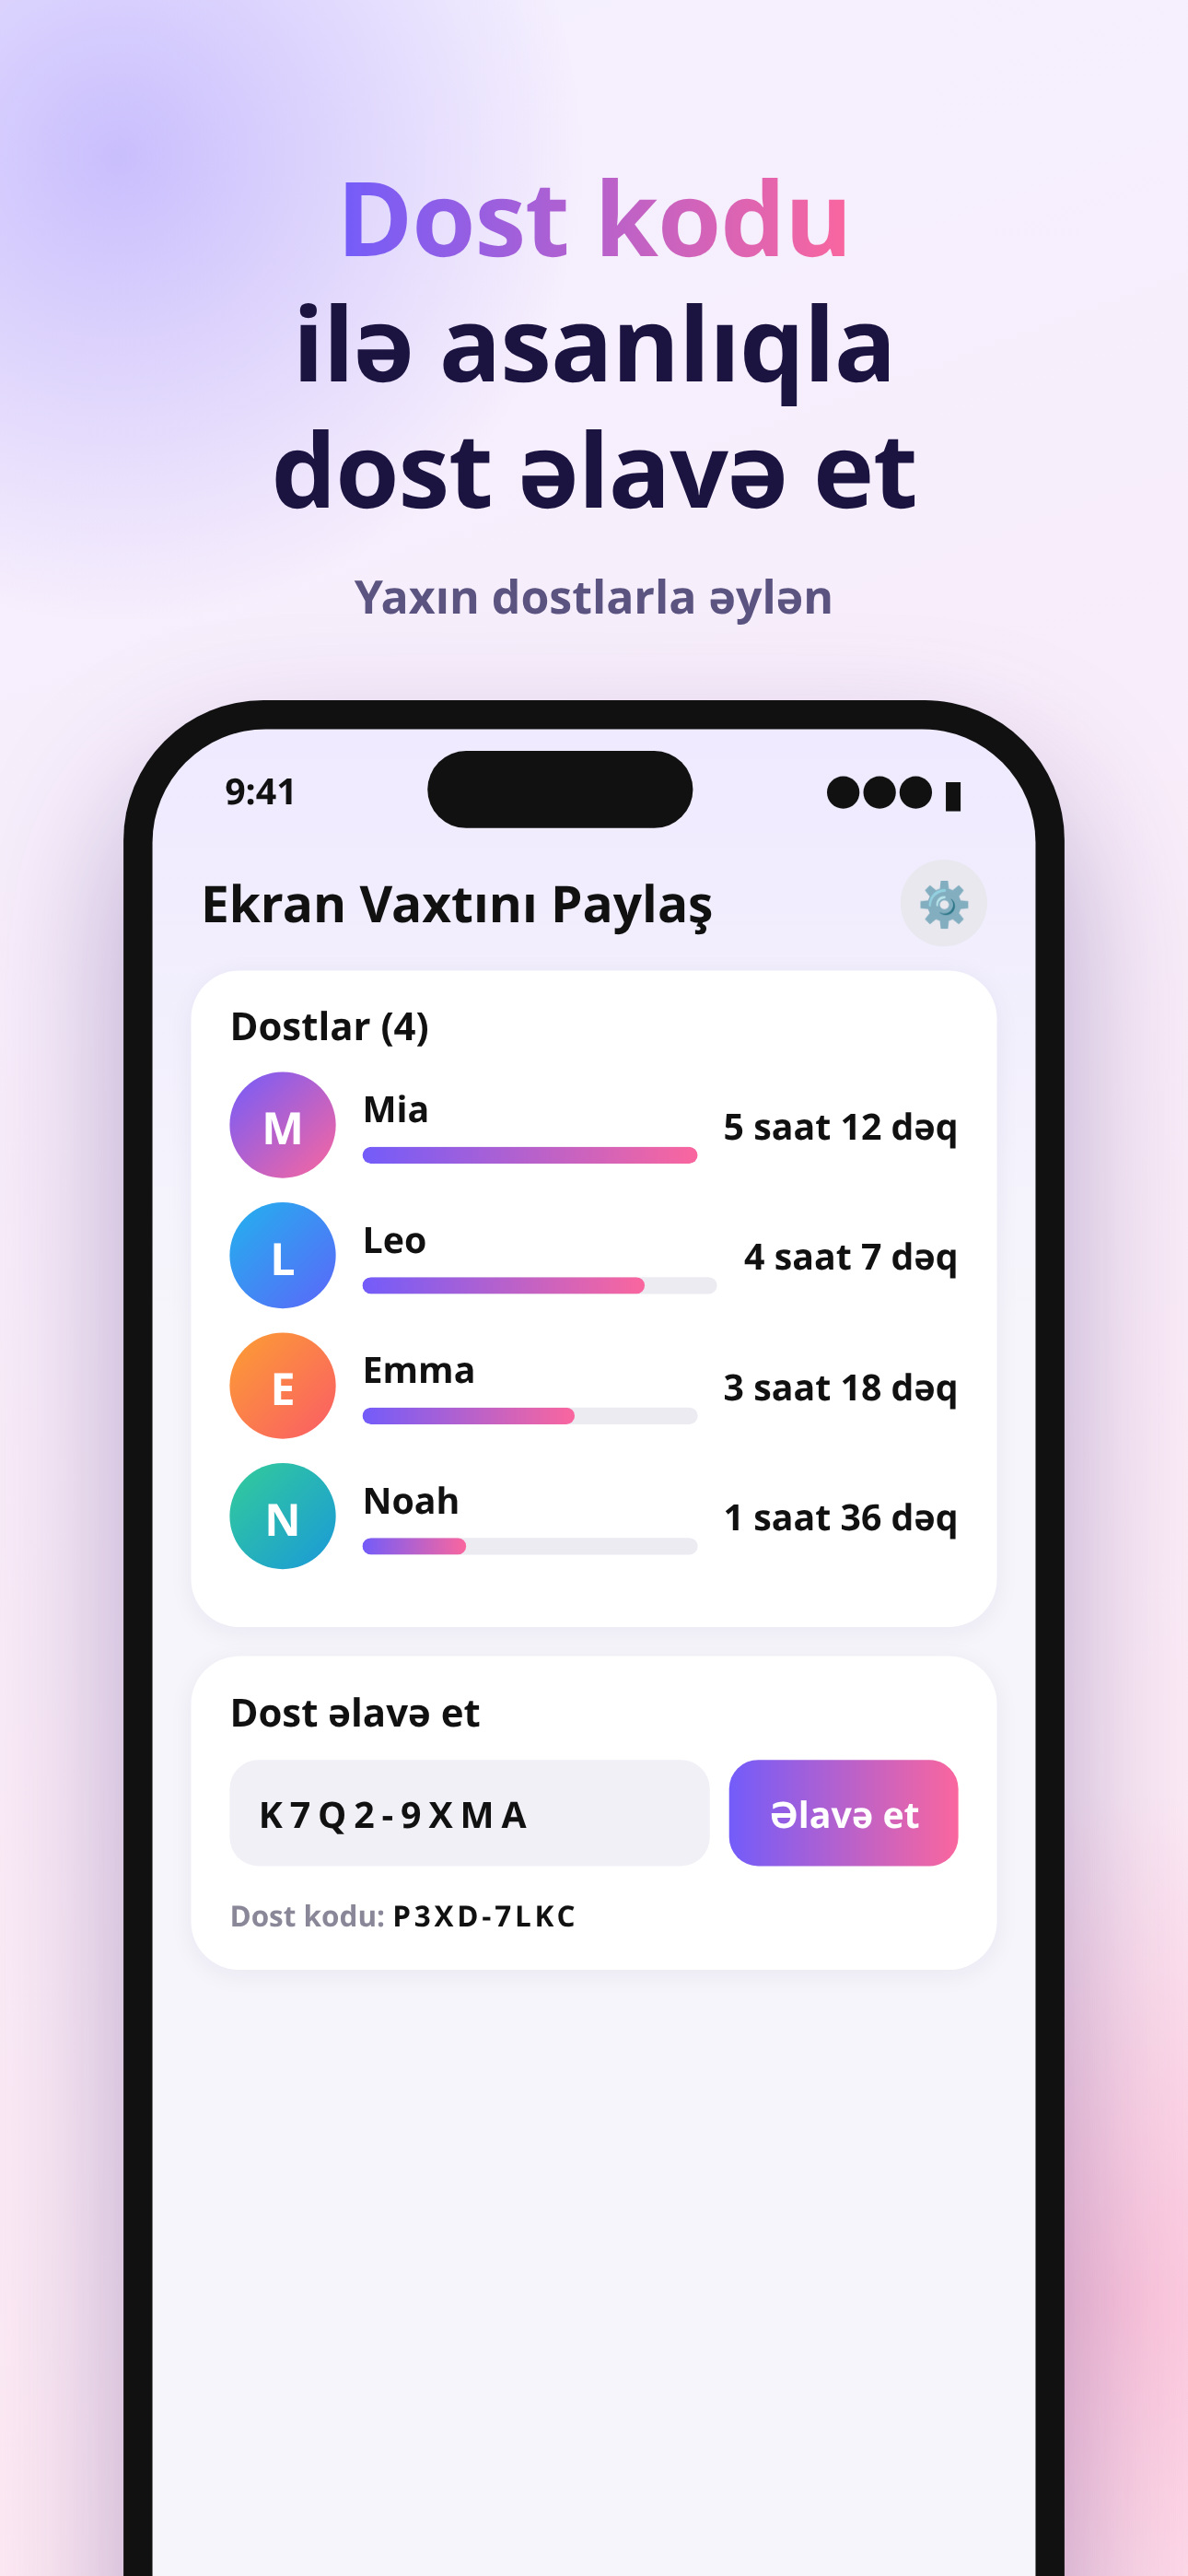 Dost kodu
ilə asanlıqla
dost əlavə et
Yaxın dostlarla əylən
9:41
Ekran Vaxtını Paylaş
Dostlar (4)
M
Mia
5 saat 12 dəq
L
Leo
4 saat 7 dəq
E
Emma
3 saat 18 dəq
N
Noah
1 saat 36 dəq
Dost əlavə et
K7Q2-9XMA
Əlavə et
Dost kodu: P3XD-7LKC